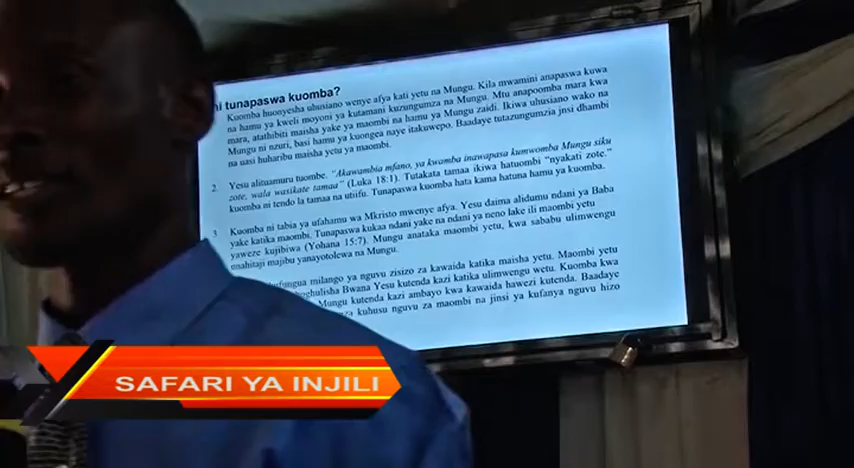 ni tunapaswa kuomba?
Kuomba huonyesha uhusiano wenye afya kati yetu na Mungu. Kila mwamini anapaswa kuwa
na hamu ya kweli moyoni ya kutamani kuzungumza na Mungu. Mtu anapoomba mara kwa
mara, atathibiti maisha yake ya maombi na hamu ya Mungu zaidi. Ikiwa uhusiano wako na
Mungu ni nzuri, basi hamu ya kuongea naye itakuwepo. Baadaye tutazungumzia jnsi dhambi
na uasi huharibu maisha yetu ya maombi.
2. Yesu alituamuru tuombe. "Akawambia mfano, ya kwamba inawapasa kumwomba Mungu siku
zote, wala wasikate tamaa" (Luka 18:1). Tutakata tamaa ikiwa hatuombi "nyakati zote."
kuomba ni tendo la tamaa na utiifu. Tunapaswa kuomba hata kama hatuna hamu ya kuomba.
3 Kuomba ni tabia ya ufahamu wa Mkristo mwenye afya. Yesu daima alidumu ndani ya Baba
yake katika maombi. Tunapaswa kukaa ndani yake na ndani ya neno lake ili maombi yetu
yaweze kujibiwa (Yohana 15:7). Mungu anataka maombi yetu, kwa sababu ulimwengu
unahitaji majibu yanayotolewa na Mungu.
milango ya nguvu zisizo za kawaida katika maisha yetu. Maombi yetu
Bwana Yesu kutenda kazi katika ulimwengu wetu. Kuomba kwa
Mungu kutenda kazi ambayo kwa kawaida hawezi kutenda. Baadaye
kuhusu nguvu za maombi na jinsi ya kufanya nguvu hizo
SAFARI YA INJILI